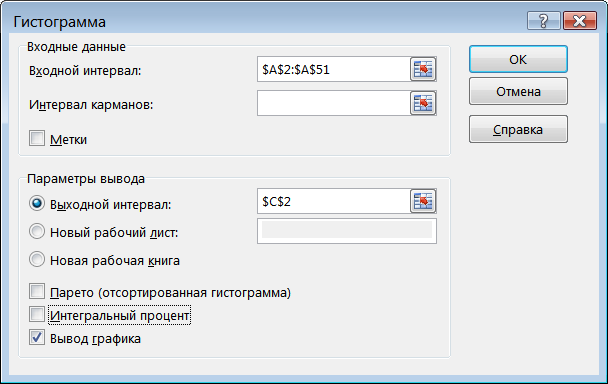 Гистограмма
Входные данные
Входной интервал: $A$2:$A$51
Интервал карманов:
Метки
OK
Отмена
Справка
Параметры вывода
Выходной интервал: $C$2
Новый рабочий лист:
Новая рабочая книга
Парето (отсортированная гистограмма)
Интегральный процент
Вывод графика